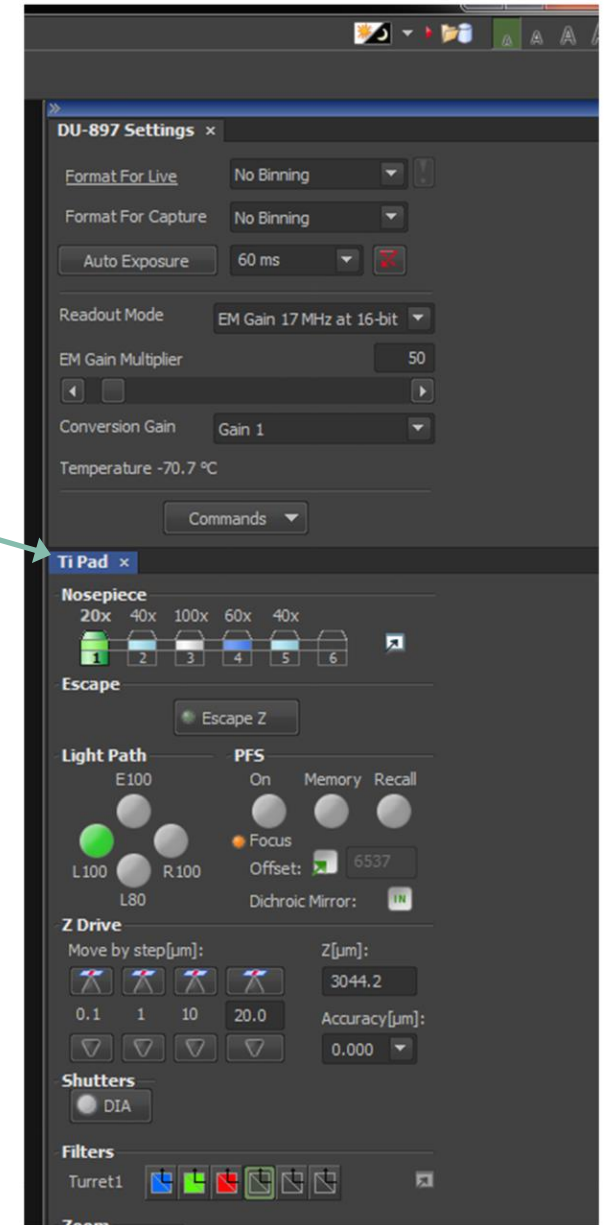 A A A
»
DU-897 Settings ×
Format For Live No Binning !
Format For Capture No Binning
Auto Exposure 60 ms
Readout Mode EM Gain 17 MHz at 16-bit
EM Gain Multiplier 50
Conversion Gain Gain 1
Temperature -70.7 °C
Commands
Ti Pad ×
Nosepiece
20x 40x 100x 60x 40x
1 2 3 4 5 6
Escape
Escape Z
Light Path PFS
E100 On Memory Recall
Focus
L100 R100 Offset: 6537
L80 Dichroic Mirror: IN
Z Drive
Move by step[µm]: Z[µm]:
3044.2
0.1 1 10 20.0 Accuracy[µm]:
0.000
Shutters
DIA
Filters
Turret1
Zoom